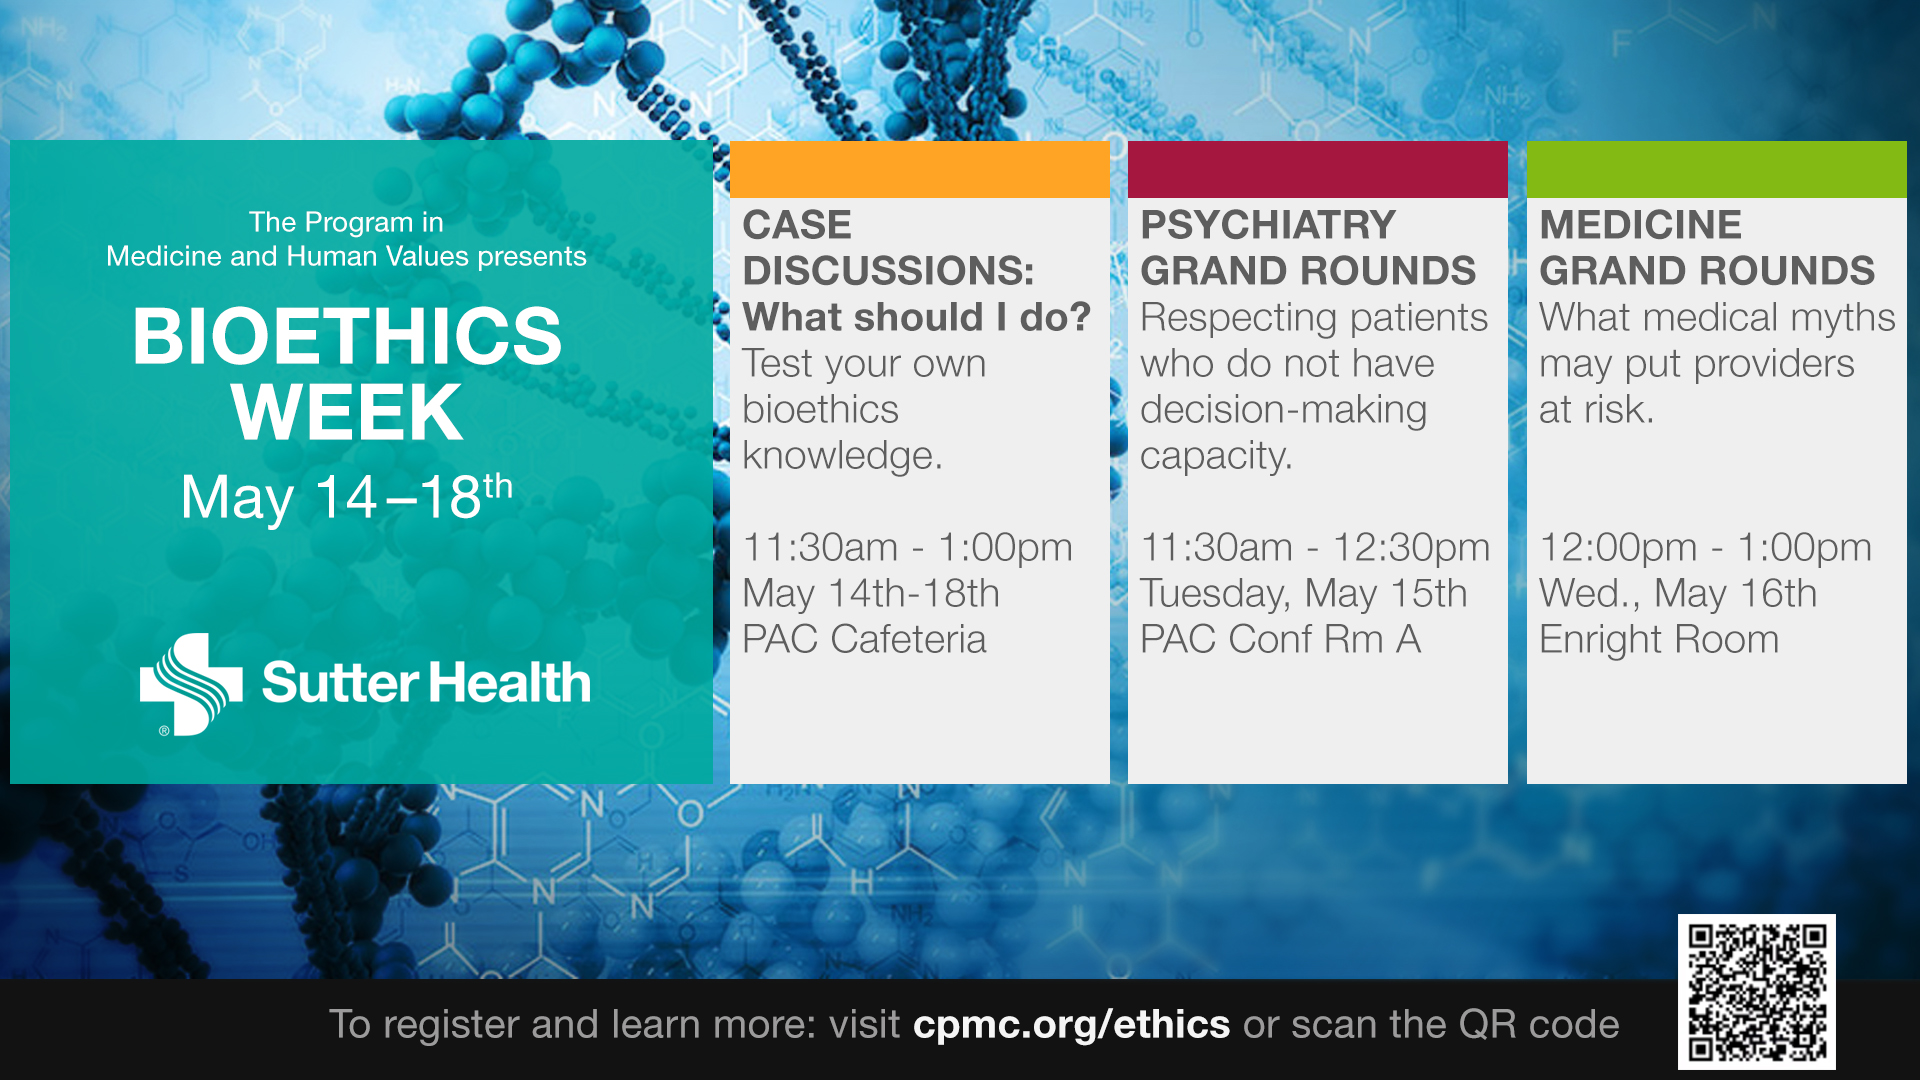 The Program in
Medicine and Human Values presents
BIOETHICS
WEEK
May 14–18th
Sutter Health
®
CASE
DISCUSSIONS:
What should I do?
Test your own
bioethics
knowledge.
11:30am - 1:00pm
May 14th-18th
PAC Cafeteria
PSYCHIATRY
GRAND ROUNDS
Respecting patients
who do not have
decision-making
capacity.
11:30am - 12:30pm
Tuesday, May 15th
PAC Conf Rm A
MEDICINE
GRAND ROUNDS
What medical myths
may put providers
at risk.
12:00pm - 1:00pm
Wed., May 16th
Enright Room
To register and learn more: visit cpmc.org/ethics or scan the QR code